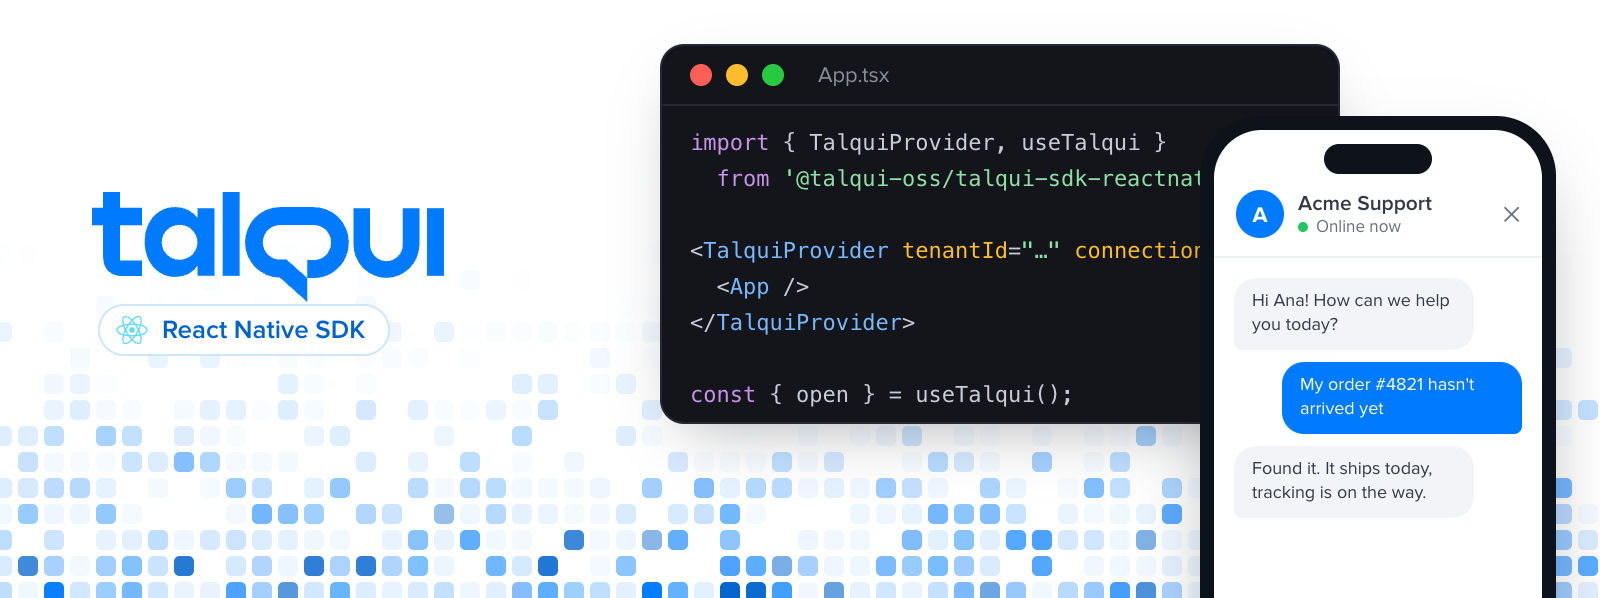 talqui
React Native SDK
App.tsx
import { TalquiProvider, useTalqui }
from '@talqui-oss/talqui-sdk-reactnat
<TalquiProvider tenantId="…" connection
<App />
</TalquiProvider>
const { open } = useTalqui();
A
Acme Support
Online now
Hi Ana! How can we help
you today?
My order #4821 hasn't
arrived yet
Found it. It ships today,
tracking is on the way.